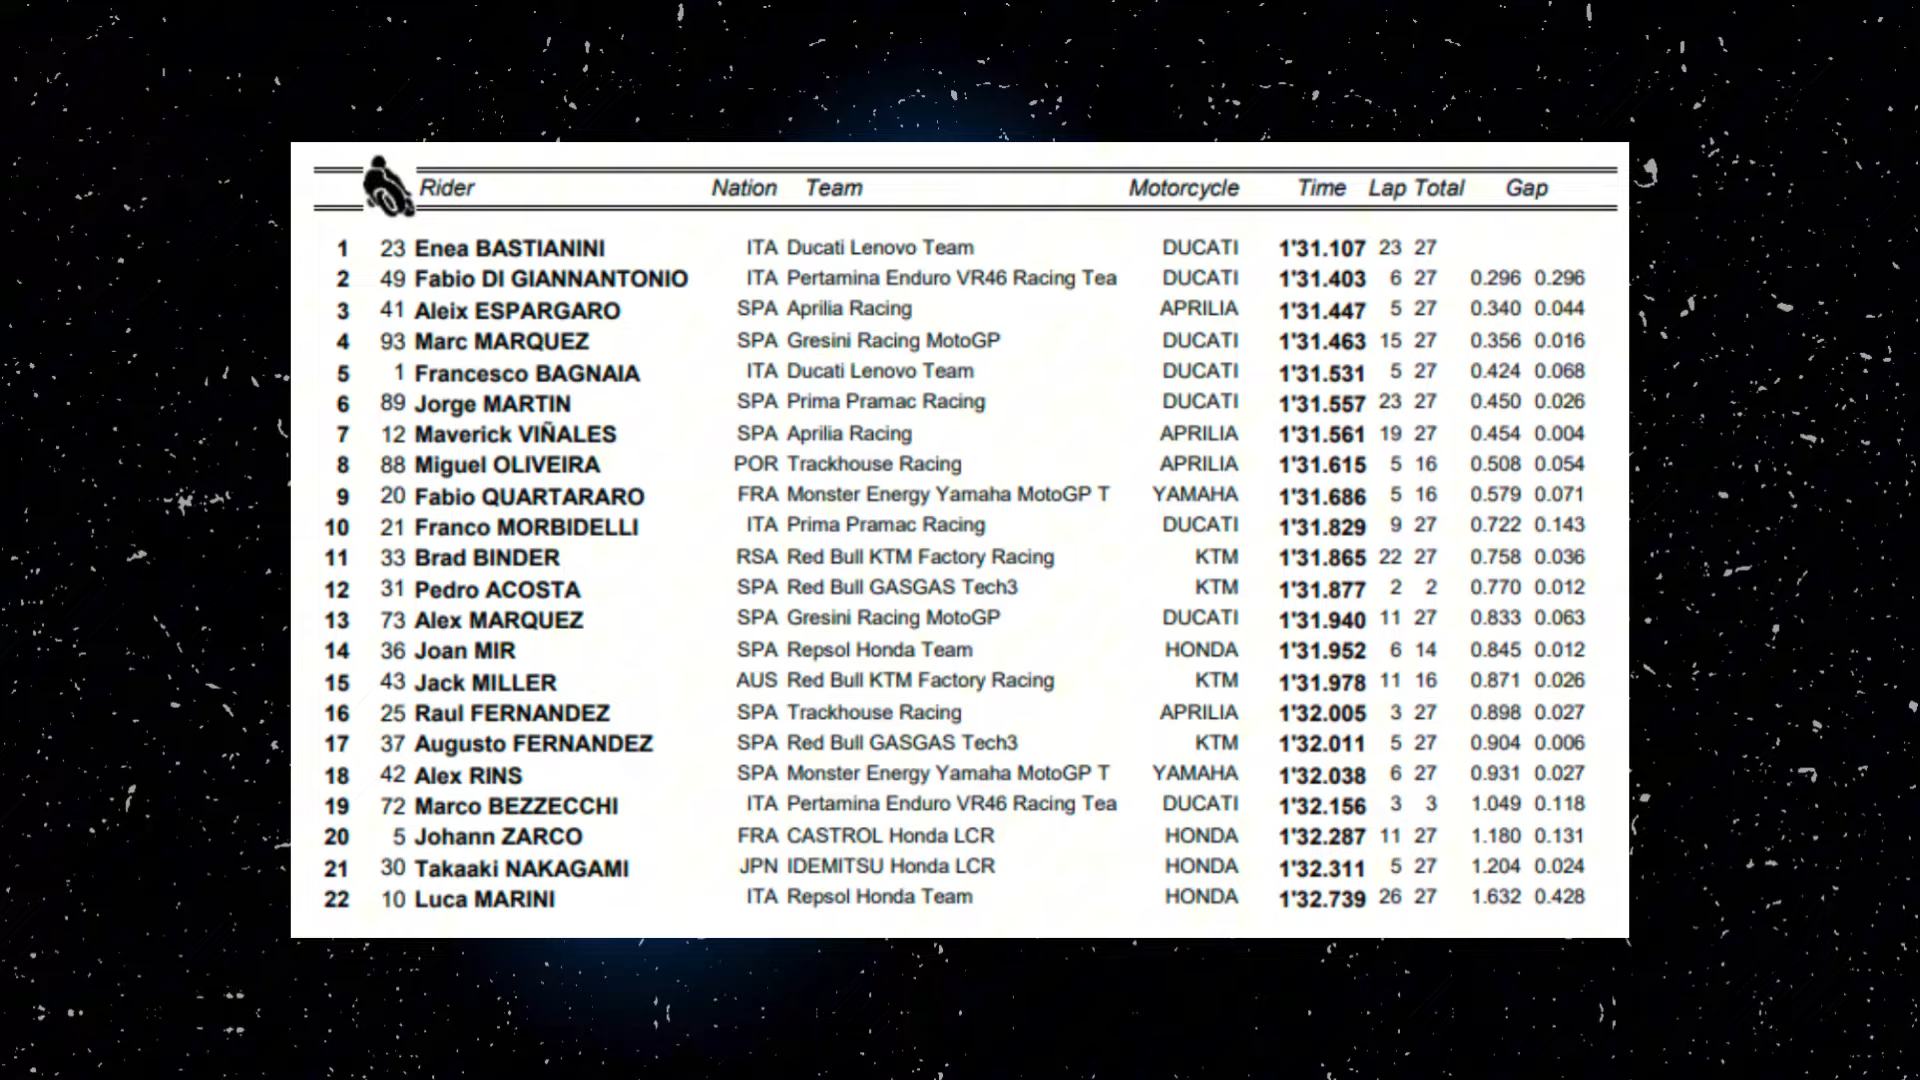 Rider Nation Team Motorcycle Time Lap Total Gap
1 23 Enea BASTIANINI ITA Ducati Lenovo Team DUCATI 1'31.107 23 27
2 49 Fabio DI GIANNANTONIO ITA Pertamina Enduro VR46 Racing Tea DUCATI 1'31.403 6 27 0.296 0.296
3 41 Aleix ESPARGARO SPA Aprilia Racing APRILIA 1'31.447 5 27 0.340 0.044
4 93 Marc MARQUEZ SPA Gresini Racing MotoGP DUCATI 1'31.463 15 27 0.356 0.016
5 1 Francesco BAGNAIA ITA Ducati Lenovo Team DUCATI 1'31.531 5 27 0.424 0.068
6 89 Jorge MARTIN SPA Prima Pramac Racing DUCATI 1'31.557 23 27 0.450 0.026
7 12 Maverick VIÑALES SPA Aprilia Racing APRILIA 1'31.561 19 27 0.454 0.004
8 88 Miguel OLIVEIRA POR Trackhouse Racing APRILIA 1'31.615 5 16 0.508 0.054
9 20 Fabio QUARTARARO FRA Monster Energy Yamaha MotoGP T YAMAHA 1'31.686 5 16 0.579 0.071
10 21 Franco MORBIDELLI ITA Prima Pramac Racing DUCATI 1'31.829 9 27 0.722 0.143
11 33 Brad BINDER RSA Red Bull KTM Factory Racing KTM 1'31.865 22 27 0.758 0.036
12 31 Pedro ACOSTA SPA Red Bull GASGAS Tech3 KTM 1'31.877 2 2 0.770 0.012
13 73 Alex MARQUEZ SPA Gresini Racing MotoGP DUCATI 1'31.940 11 27 0.833 0.063
14 36 Joan MIR SPA Repsol Honda Team HONDA 1'31.952 6 14 0.845 0.012
15 43 Jack MILLER AUS Red Bull KTM Factory Racing KTM 1'31.978 11 16 0.871 0.026
16 25 Raul FERNANDEZ SPA Trackhouse Racing APRILIA 1'32.005 3 27 0.898 0.027
17 37 Augusto FERNANDEZ SPA Red Bull GASGAS Tech3 KTM 1'32.011 5 27 0.904 0.006
18 42 Alex RINS SPA Monster Energy Yamaha MotoGP T YAMAHA 1'32.038 6 27 0.931 0.027
19 72 Marco BEZZECCHI ITA Pertamina Enduro VR46 Racing Tea DUCATI 1'32.156 3 3 1.049 0.118
20 5 Johann ZARCO FRA CASTROL Honda LCR HONDA 1'32.287 11 27 1.180 0.131
21 30 Takaaki NAKAGAMI JPN IDEMITSU Honda LCR HONDA 1'32.311 5 27 1.204 0.024
22 10 Luca MARINI ITA Repsol Honda Team HONDA 1'32.739 26 27 1.632 0.428